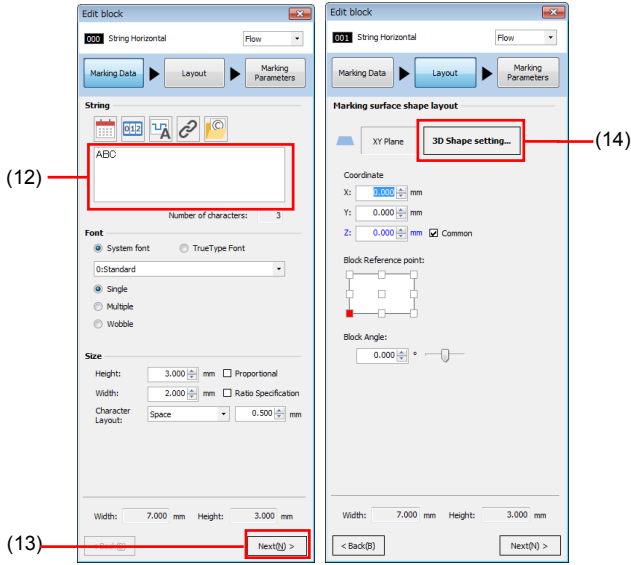 Edit block
000 String Horizontal Flow
Marking Data Layout Marking Parameters
String
012 A C
ABC
(12)
Number of characters: 3
Font
System font TrueType Font
0:Standard
Single
Multiple
Wobble
Size
Height: 3.000 mm Proportional
Width: 2.000 mm Ratio Specification
Character Layout: Space 0.500 mm
Width: 7.000 mm Height: 3.000 mm
(13)
< Back(B) Next(N) >
Edit block
001 String Horizontal Flow
Marking Data Layout Marking Parameters
Marking surface shape layout
XY Plane 3D Shape setting...
(14)
Coordinate
X: 0.000 mm
Y: 0.000 mm
Z: 0.000 mm Common
Block Reference point:
Block Angle:
0.000 °
Width: 7.000 mm Height: 3.000 mm
< Back(B) Next(N) >